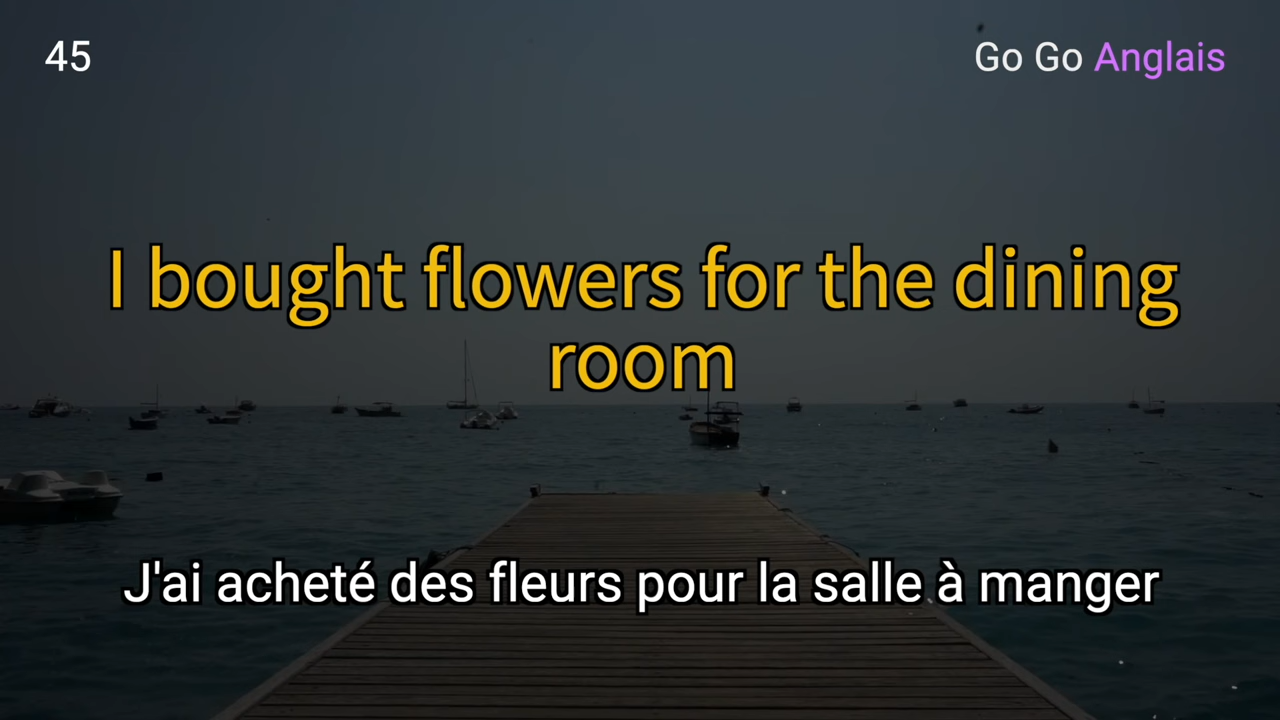 45
Go Go Anglais
I bought flowers for the dining
room
J'ai acheté des fleurs pour la salle à manger